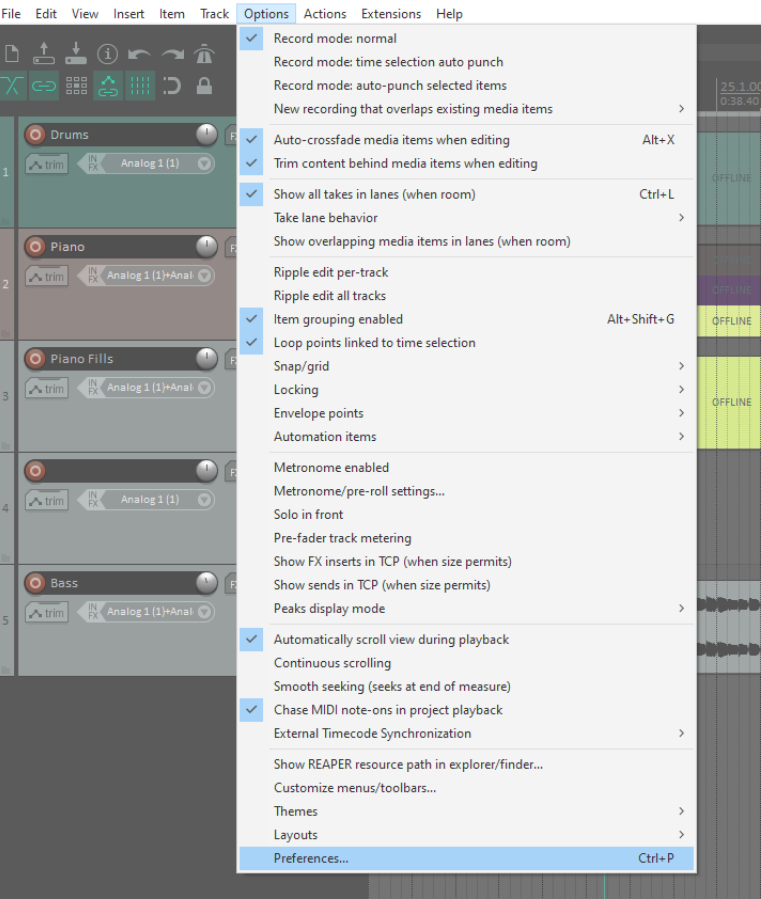 File Edit View Insert Item Track Options Actions Extensions Help
Record mode: normal
Record mode: time selection auto punch
Record mode: auto-punch selected items
New recording that overlaps existing media items
Auto-crossfade media items when editing Alt+X
Trim content behind media items when editing
Show all takes in lanes (when room) Ctrl+L
Take lane behavior
Show overlapping media items in lanes (when room)
Ripple edit per-track
Ripple edit all tracks
Item grouping enabled Alt+Shift+G
Loop points linked to time selection
Snap/grid
Locking
Envelope points
Automation items
Metronome enabled
Metronome/pre-roll settings...
Solo in front
Pre-fader track metering
Show FX inserts in TCP (when size permits)
Show sends in TCP (when size permits)
Peaks display mode
Automatically scroll view during playback
Continuous scrolling
Smooth seeking (seeks at end of measure)
Chase MIDI note-ons in project playback
External Timecode Synchronization
Show REAPER resource path in explorer/finder...
Customize menus/toolbars...
Themes
Layouts
Preferences... Ctrl+P
1
Drums
trim IN FX Analog 1 (1)
2
Piano
trim IN FX Analog 1 (1)+Anal
3
Piano Fills
trim IN FX Analog 1 (1)+Anal
4
trim IN FX Analog 1 (1)
5
Bass
trim IN FX Analog 1 (1)+Anal
25.1.00
0:38.40
OFFLINE
OFFLINE
OFFLINE
OFFLINE